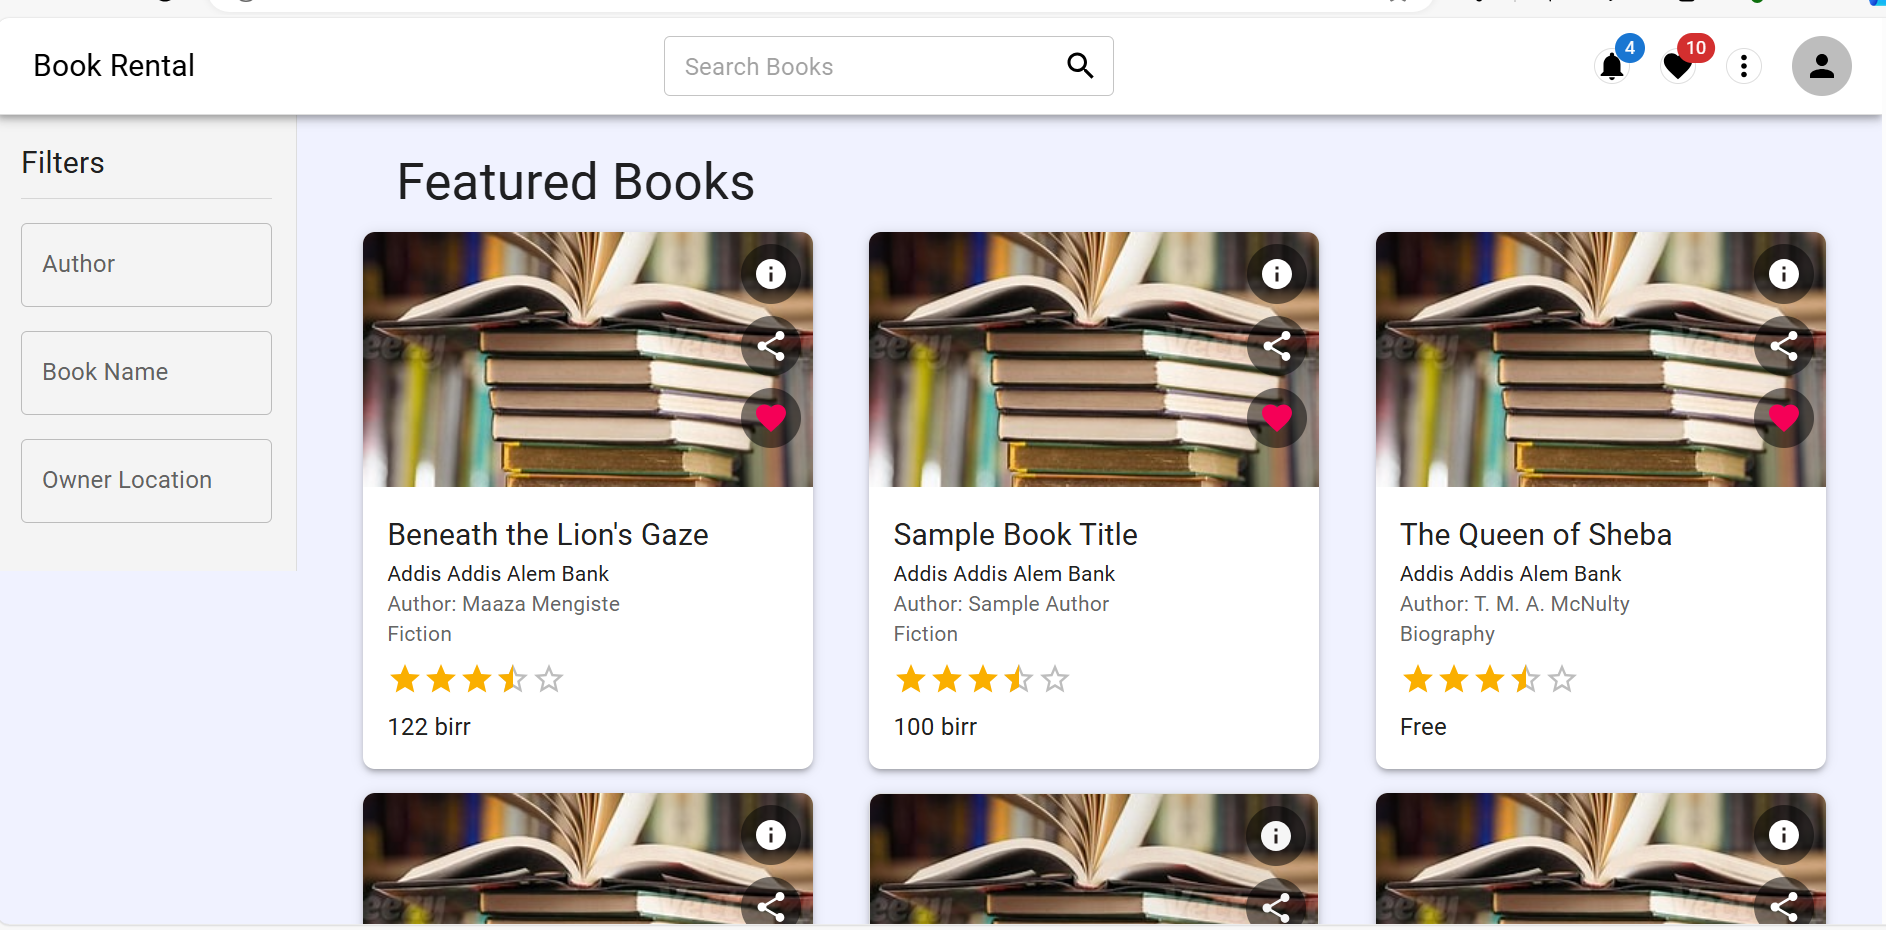 Book Rental
Search Books
4
10
Filters
Author
Book Name
Owner Location
Featured Books
Beneath the Lion's Gaze
Addis Addis Alem Bank
Author: Maaza Mengiste
Fiction
122 birr
Sample Book Title
Addis Addis Alem Bank
Author: Sample Author
Fiction
100 birr
The Queen of Sheba
Addis Addis Alem Bank
Author: T. M. A. McNulty
Biography
Free